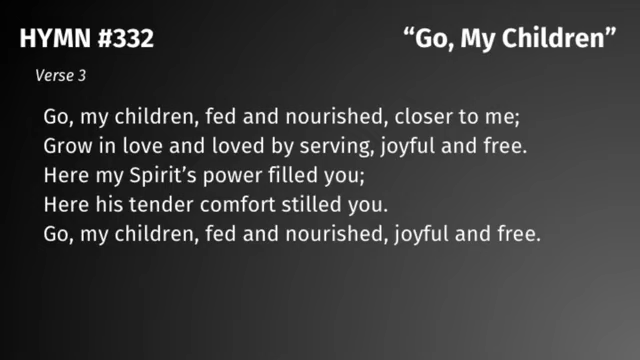 HYMN #332 “Go, My Children”
Verse 3
Go, my children, fed and nourished, closer to me;
Grow in love and loved by serving, joyful and free.
Here my Spirit’s power filled you;
Here his tender comfort stilled you.
Go, my children, fed and nourished, joyful and free.